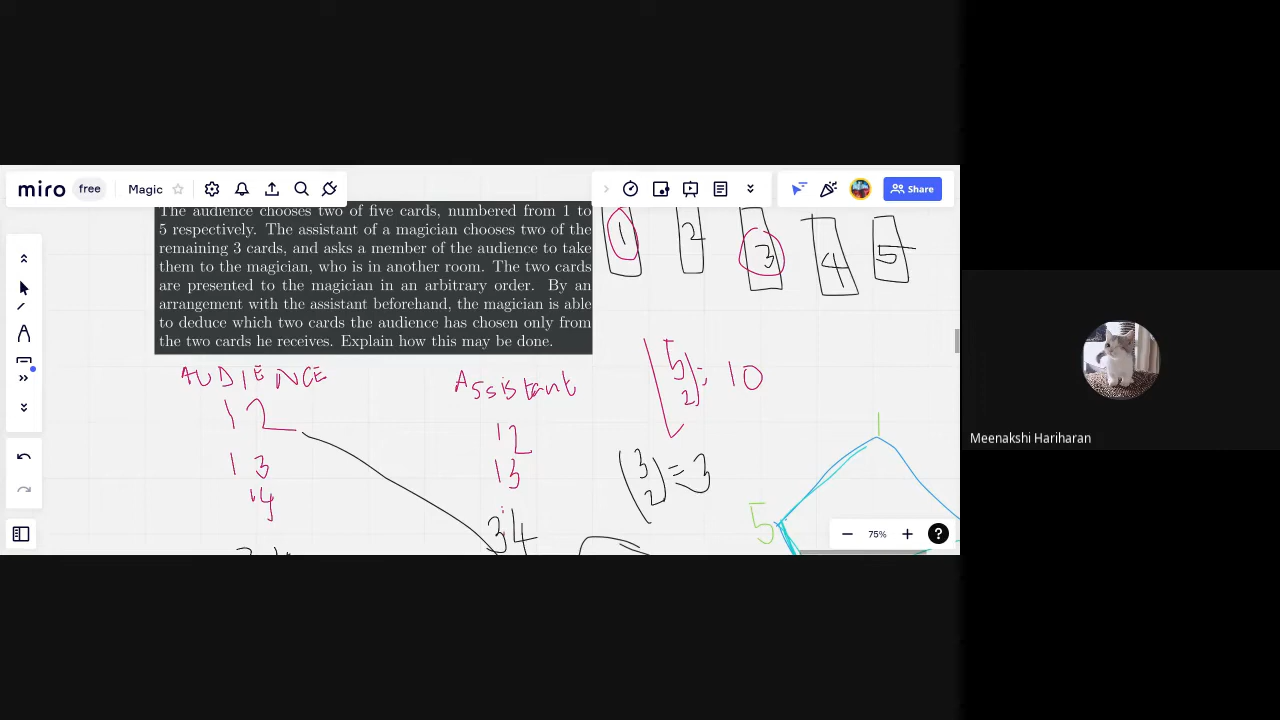 miro free Magic Share
The audience chooses two of five cards, numbered from 1 to
5 respectively. The assistant of a magician chooses two of the
remaining 3 cards, and asks a member of the audience to take
them to the magician, who is in another room. The two cards
are presented to the magician in an arbitrary order. By an
arrangement with the assistant beforehand, the magician is able
to deduce which two cards the audience has chosen only from
the two cards he receives. Explain how this may be done.
1 2 3 4 5
AUDIENCE
12
13
14
Assistant
12
13
34
(5 2) = 10
(3 2) = 3
1
5
75%
Meenakshi Hariharan